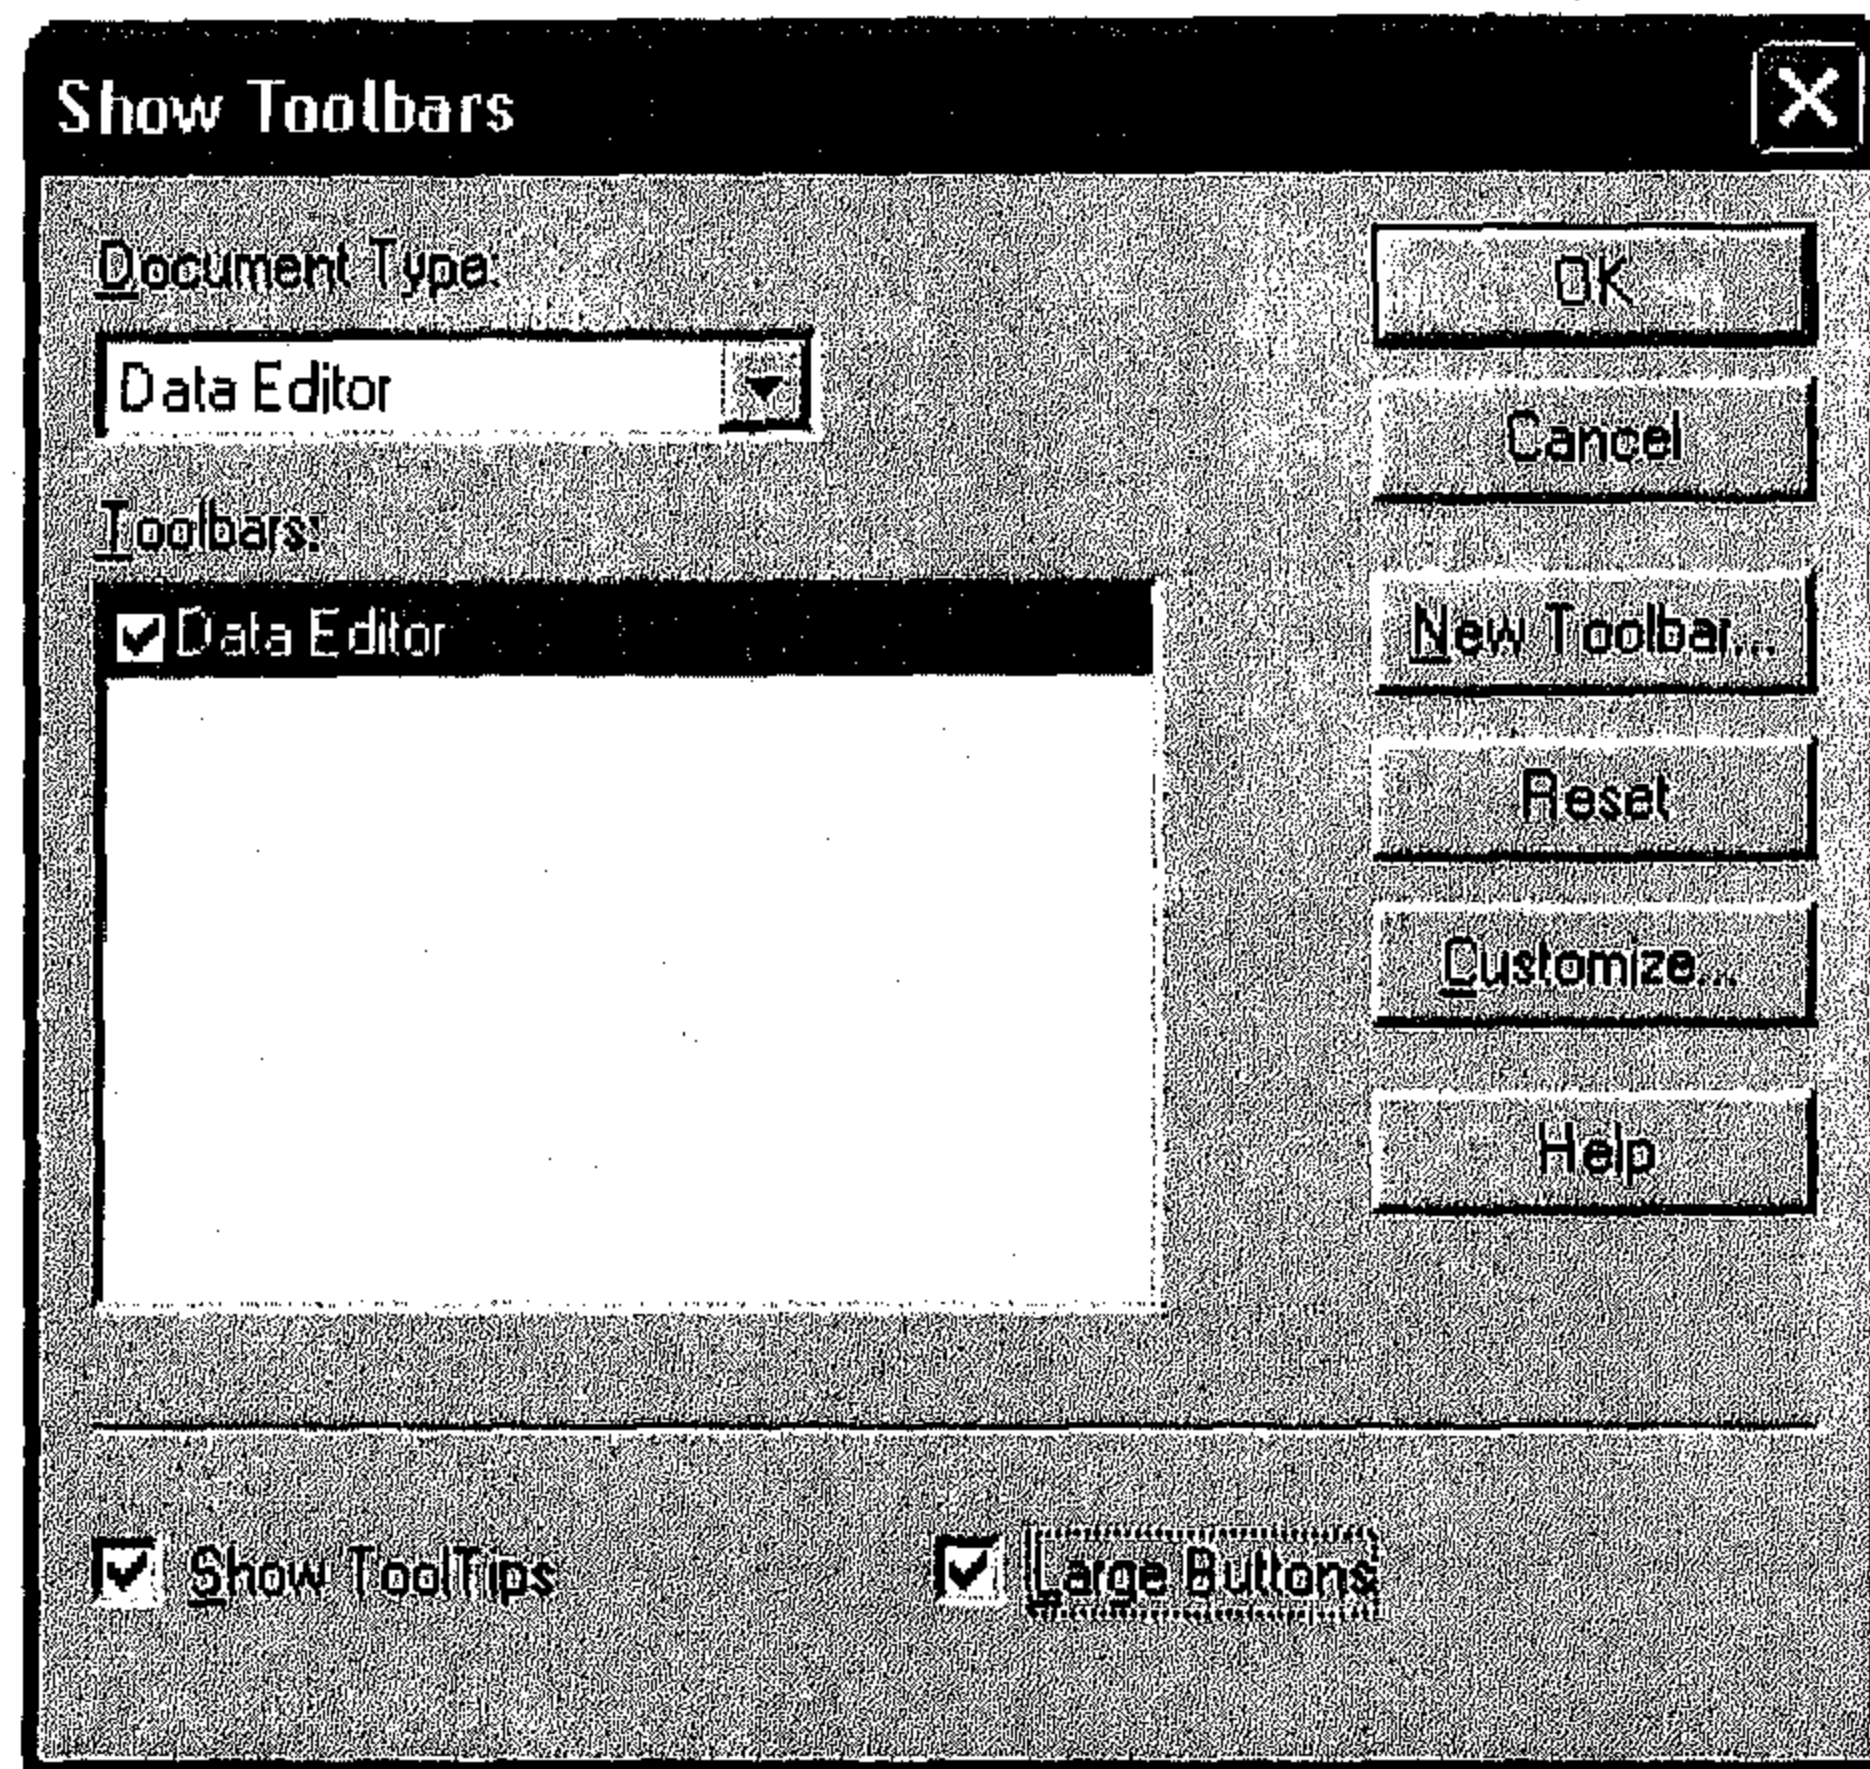 Show Toolbars
Document Type:
Data Editor
Toolbars:
Data Editor
OK
Cancel
New Toolbar...
Reset
Customize...
Help
Show ToolTips
Large Buttons